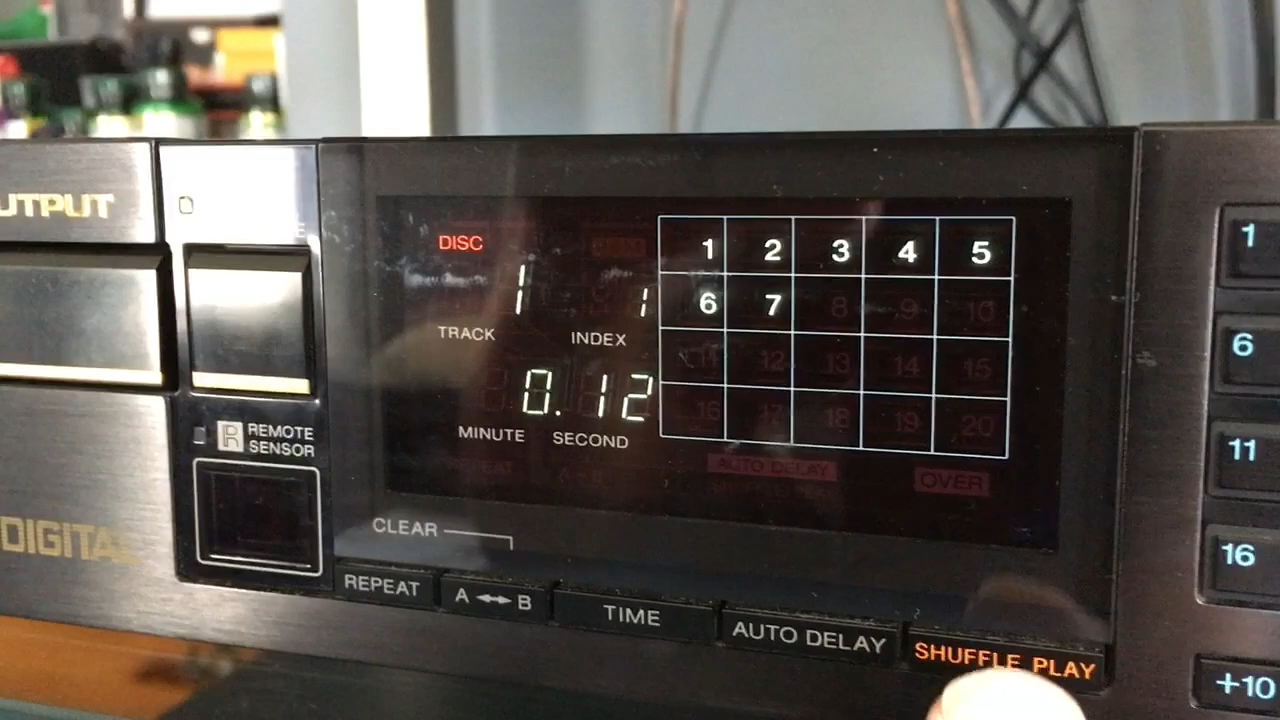 UTPUT
DISC
1 1
TRACK INDEX
0.12
MINUTE SECOND
1 2 3 4 5
6 7 8 9 10
11 12 13 14 15
16 17 18 19 20
REPEAT
AUTO DELAY
OVER
R REMOTE
SENSOR
DIGITAL
CLEAR
REPEAT
A B
TIME
AUTO DELAY
SHUFFLE PLAY
1
6
11
16
+10